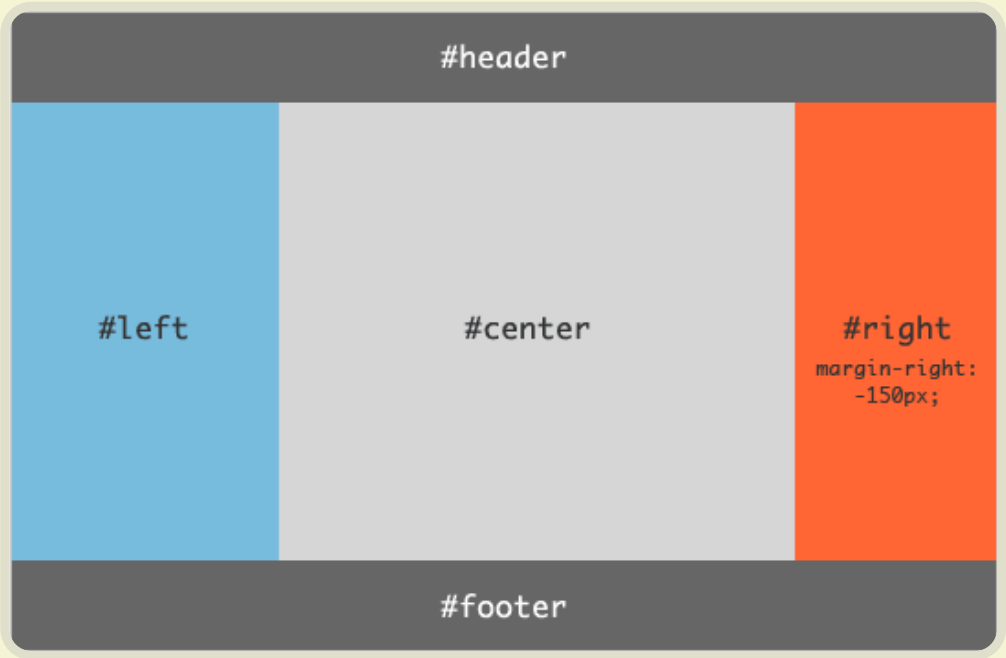 #header
#left
#center
#right
margin-right:
-150px;
#footer